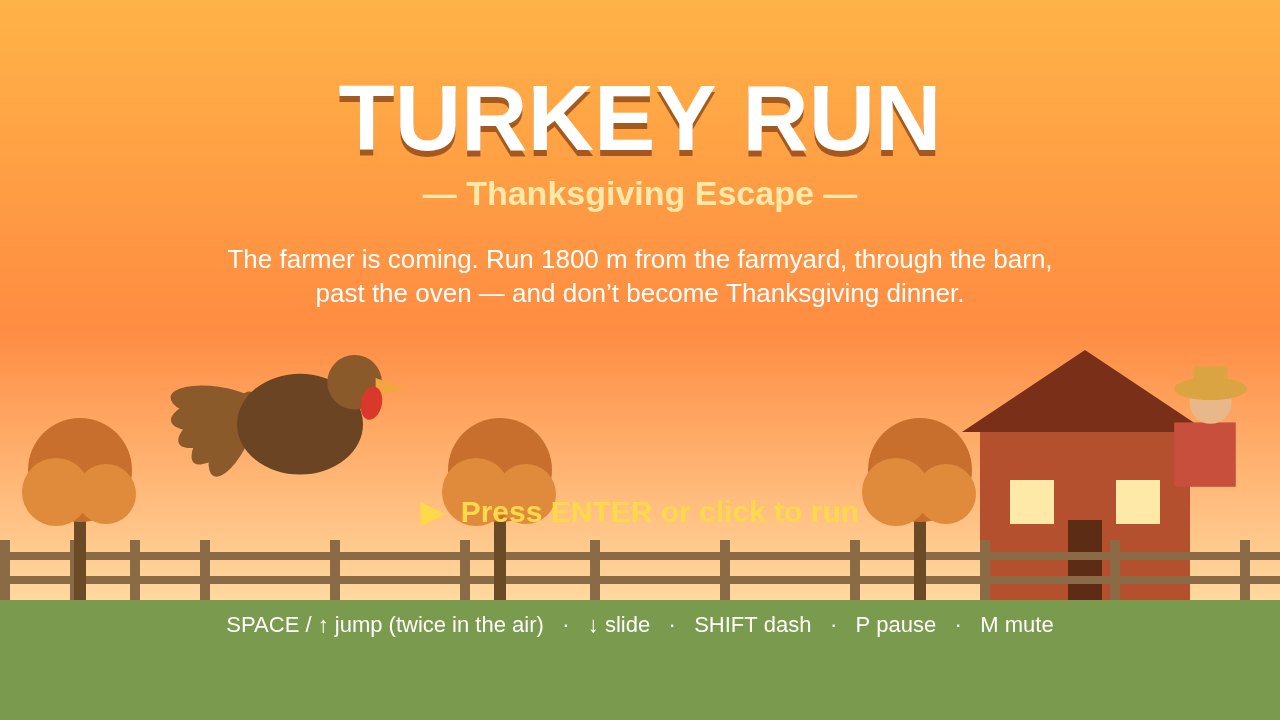 TURKEY RUN
— Thanksgiving Escape —
The farmer is coming. Run 1800 m from the farmyard, through the barn,
past the oven — and don’t become Thanksgiving dinner.
▶ Press ENTER or click to run
SPACE / ↑ jump (twice in the air) · ↓ slide · SHIFT dash · P pause · M mute